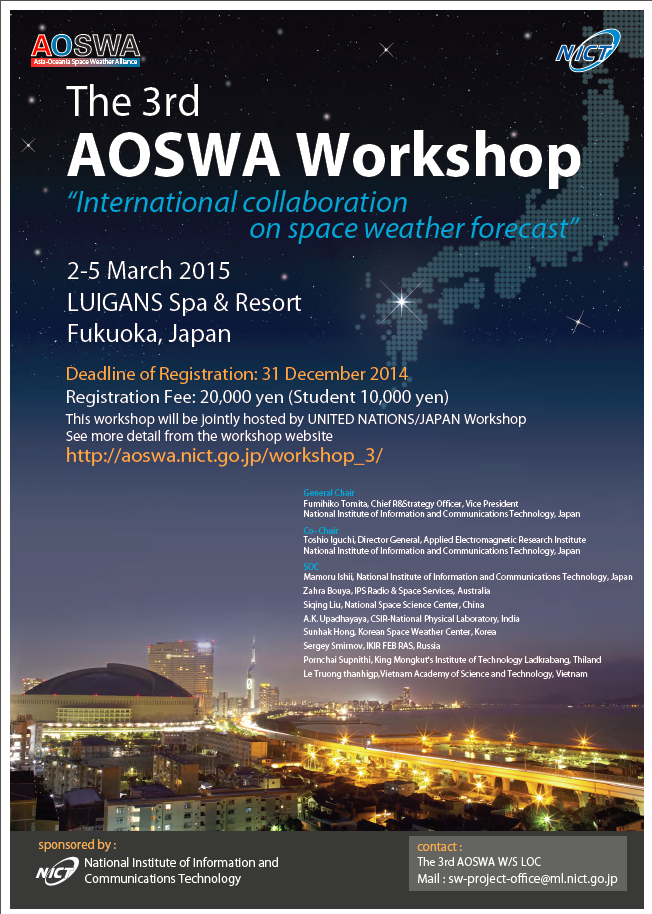 AOSWA
Asia-Oceania Space Weather Alliance
NICT
The 3rd
AOSWA Workshop
“International collaboration
on space weather forecast”
2-5 March 2015
LUIGANS Spa & Resort
Fukuoka, Japan
Deadline of Registration: 31 December 2014
Registration Fee: 20,000 yen (Student 10,000 yen)
This workshop will be jointly hosted by UNITED NATIONS/JAPAN Workshop
See more detail from the workshop website
http://aoswa.nict.go.jp/workshop_3/
General Chair
Fumihiko Tomita, Chief R&Strategy Officer, Vice President
National Institute of Information and Communications Technology, Japan
Co- Chair
Toshio Iguchi, Director General, Applied Electromagnetic Research Institute
National Institute of Information and Communications Technology, Japan
SOC
Mamoru Ishii, National Institute of Information and Communications Technology, Japan
Zahra Bouya, IPS Radio & Space Services, Australia
Siqing Liu, National Space Science Center, China
A.K. Upadhayaya, CSIR-National Physical Laboratory, India
Sunhak Hong, Korean Space Weather Center, Korea
Sergey Smirnov, IKIR FEB RAS, Russia
Pornchai Supnithi, King Mongkut's Institute of Technology Ladkrabang, Thiland
Le Truong thanhigp,Vietnam Academy of Science and Technology, Vietnam
sponsored by :
NICT National Institute of Information and
Communications Technology
contact :
The 3rd AOSWA W/S LOC
Mail : sw-project-office@ml.nict.go.jp